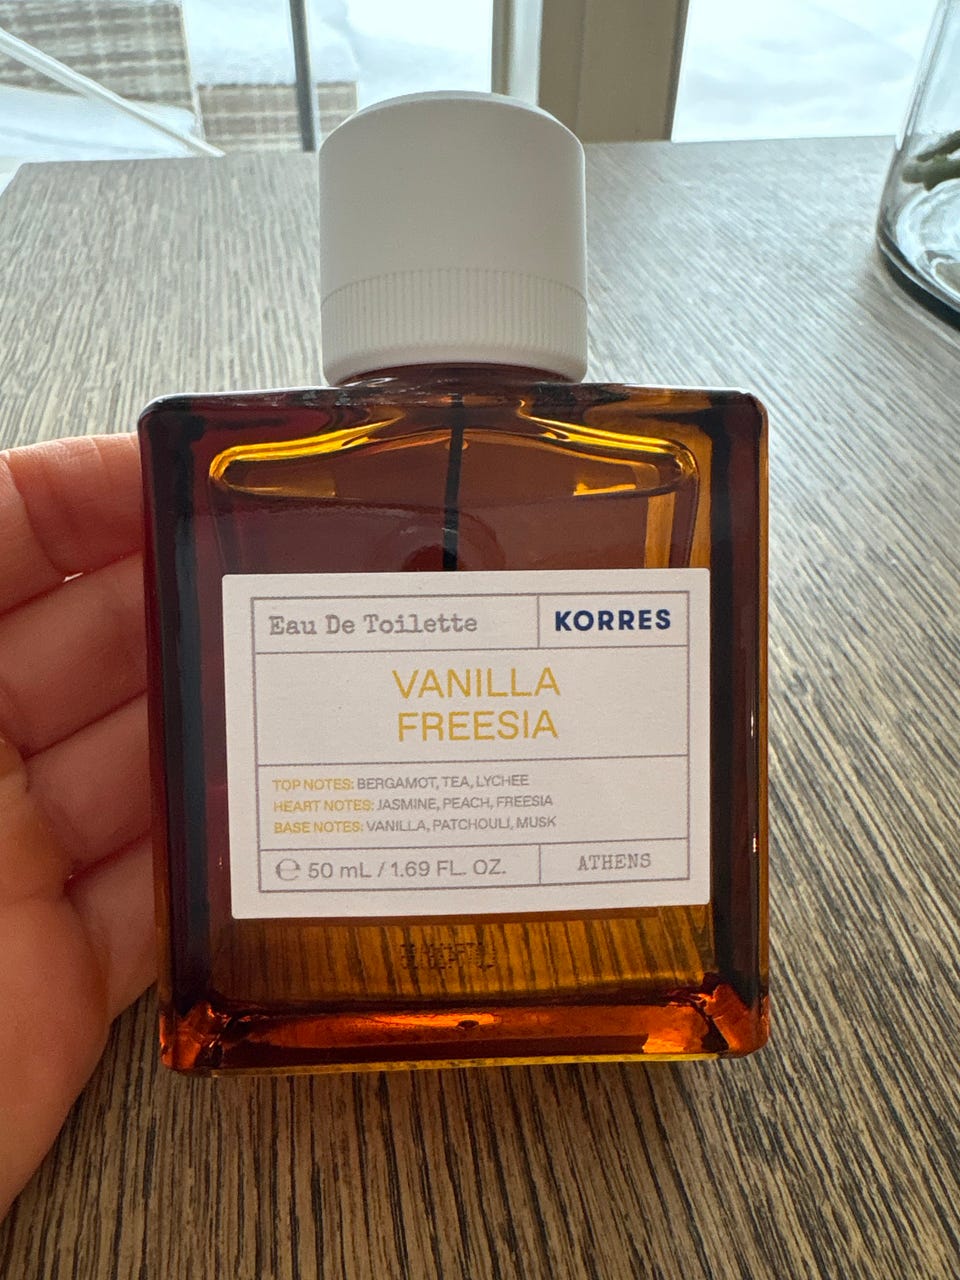 Eau De Toilette
KORRES
VANILLA
FREESIA
TOP NOTES: BERGAMOT, TEA, LYCHEE
HEART NOTES: JASMINE, PEACH, FREESIA
BASE NOTES: VANILLA, PATCHOULI, MUSK
℮ 50 mL / 1.69 FL. OZ.
ATHENS